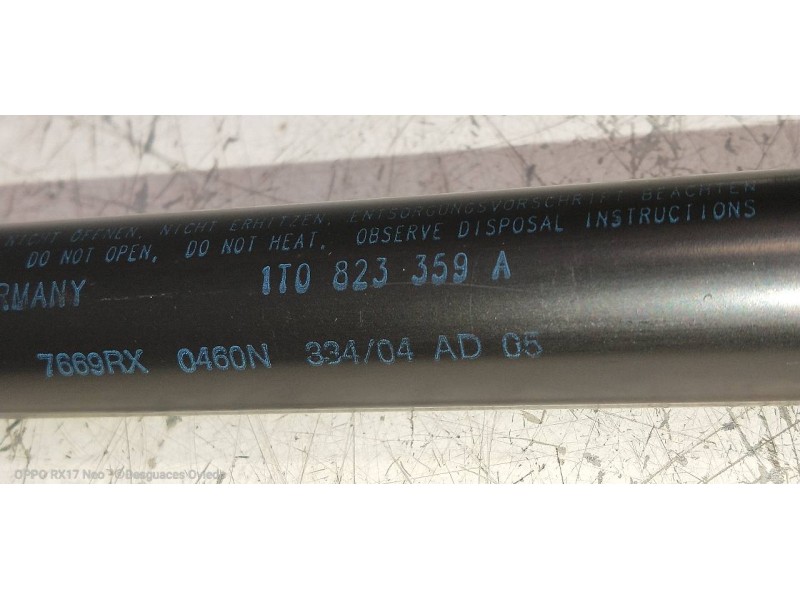 NICHT ÖFFNEN, NICHT ERHITZEN, ENTSORGUNGSVORSCHRIFT BEACHTEN
DO NOT OPEN, DO NOT HEAT, OBSERVE DISPOSAL INSTRUCTIONS
RMANY 1T0 823 359 A
7669RX 0460N 334/04 AD 05
OPPO RX17 Neo ©Desguaces Oviedo